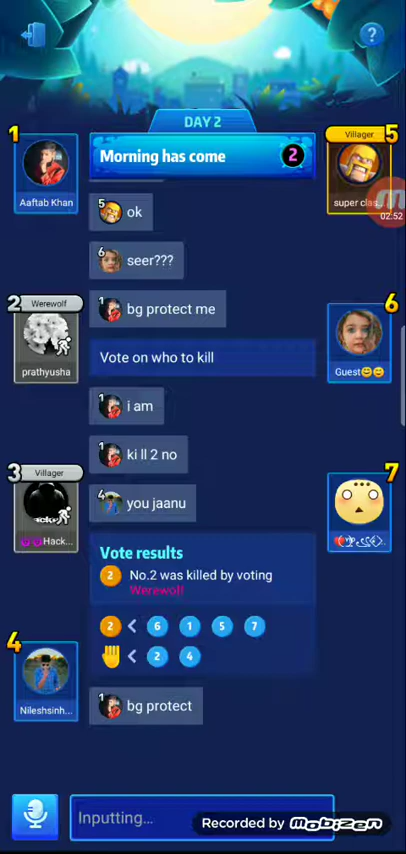 DAY 2
1
Morning has come
2
Villager
5
Aaftab Khan
super clas..
02:52
5
ok
6
seer???
1
bg protect me
2
Werewolf
prathyusha
6
Guest😊😊
Vote on who to kill
1
i am
1
ki ll 2 no
3
Villager
Hack...
7
4
you jaanu
Vote results
2 No.2 was killed by voting
Werewolf
2 < 6 1 5 7
✋ < 2 4
4
Nileshsinh...
1
bg protect
Inputting...
Recorded by MOBIZEN
?